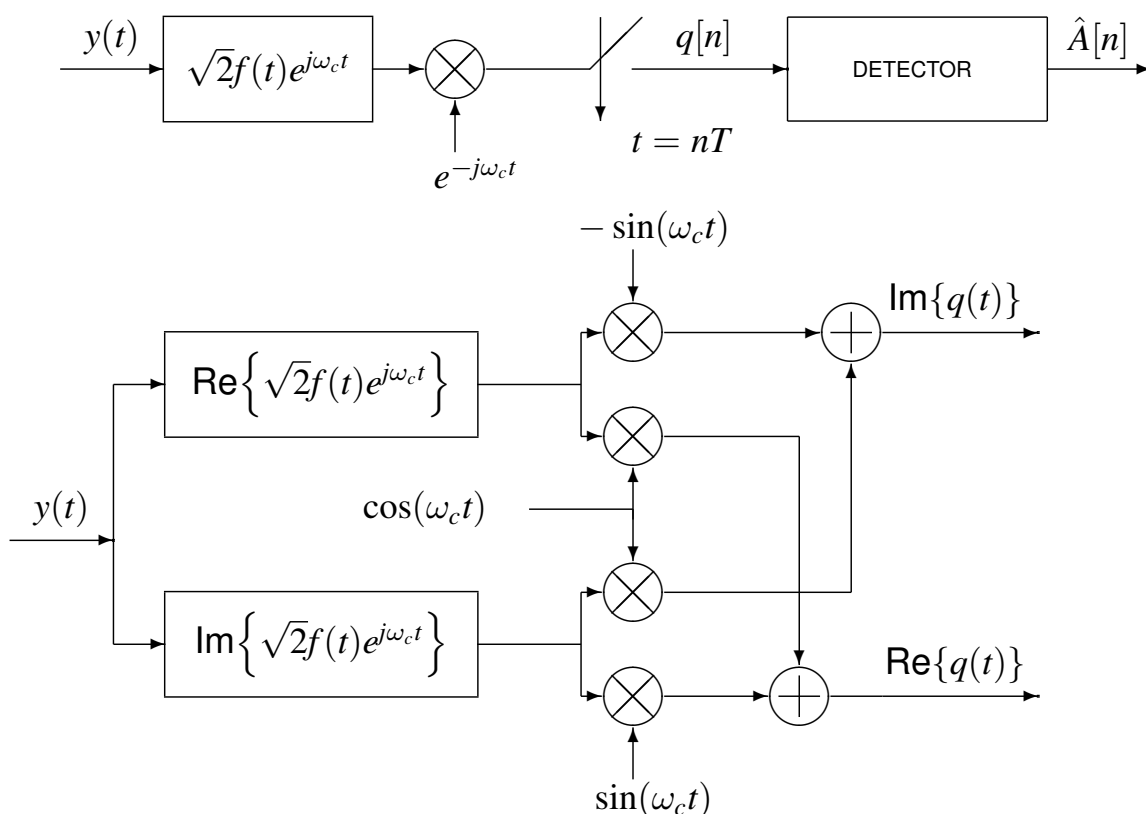 y(t)
√2f(t)e^{jω_c t}
q[n]
DETECTOR
Â[n]
t = nT
e^{−jω_c t}
− sin(ω_c t)
Im{q(t)}
Re{√2f(t)e^{jω_c t}}
y(t)
cos(ω_c t)
Im{√2f(t)e^{jω_c t}}
Re{q(t)}
sin(ω_c t)